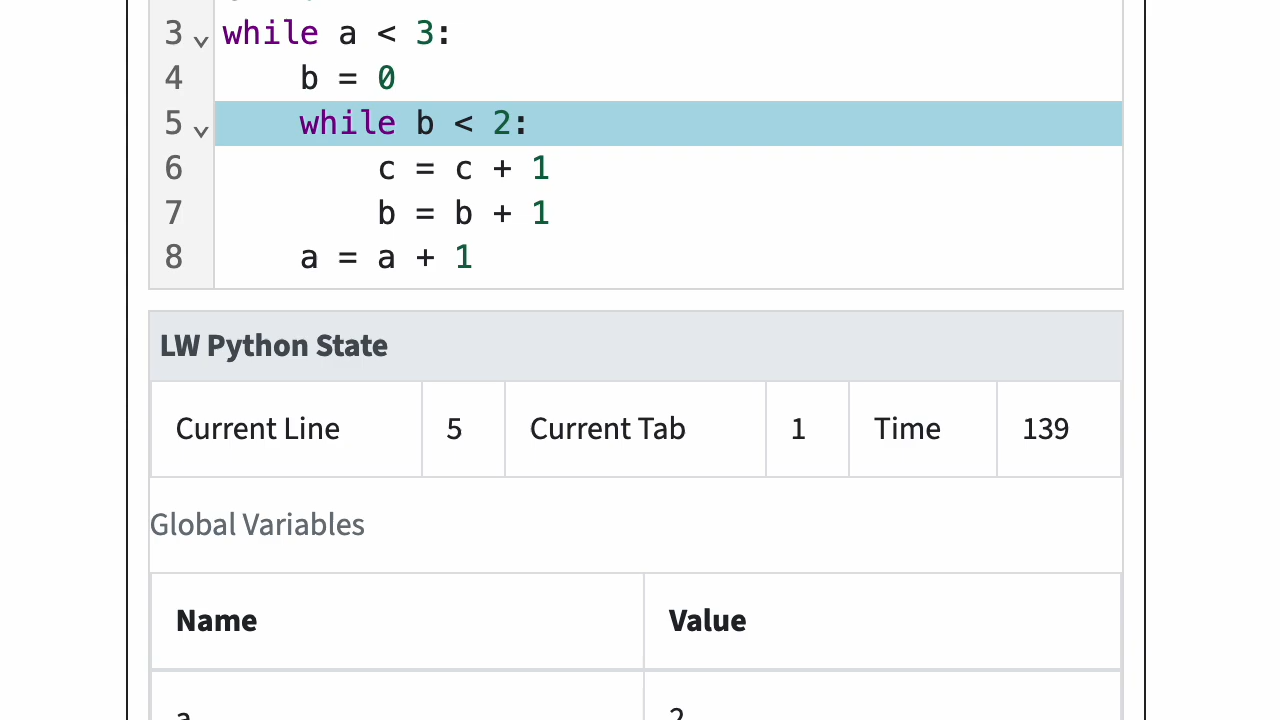 3 while a < 3:
4     b = 0
5     while b < 2:
6         c = c + 1
7         b = b + 1
8     a = a + 1
LW Python State
Current Line 5 Current Tab 1 Time 139
Global Variables
Name Value
a 2